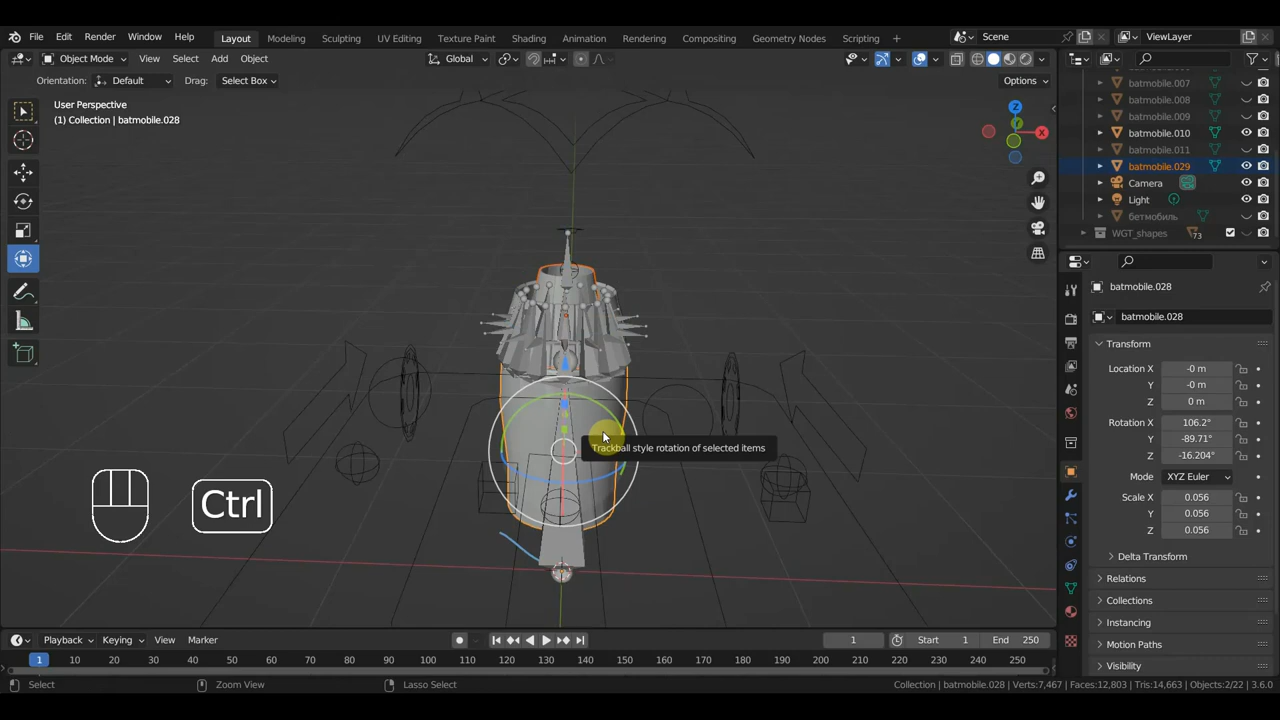 File Edit Render Window Help Layout Modeling Sculpting UV Editing Texture Paint Shading Animation Rendering Compositing Geometry Nodes Scripting Scene ViewLayer
Object Mode View Select Add Object Global
Orientation: Default Drag: Select Box Options
User Perspective
(1) Collection | batmobile.028
Z
Y
X
batmobile.007
batmobile.008
batmobile.009
batmobile.010
batmobile.011
batmobile.029
Camera
Light
бетмобиль
WGT_shapes 73
batmobile.028
batmobile.028
Transform
Location X -0 m
Y -0 m
Z 0 m
Rotation X 106.2°
Y -89.71°
Z -16.204°
Mode XYZ Euler
Scale X 0.056
Y 0.056
Z 0.056
Delta Transform
Relations
Collections
Instancing
Motion Paths
Visibility
Trackball style rotation of selected items
Ctrl
Playback Keying View Marker 1 Start 1 End 250
1 10 20 30 40 50 60 70 80 90 100 110 120 130 140 150 160 170 180 190 200 210 220 230 240 250
Select Zoom View Lasso Select Collection | batmobile.028 Verts:7,467 | Faces:12,803 | Tris:14,663 | Objects:2/22 | 3.6.0